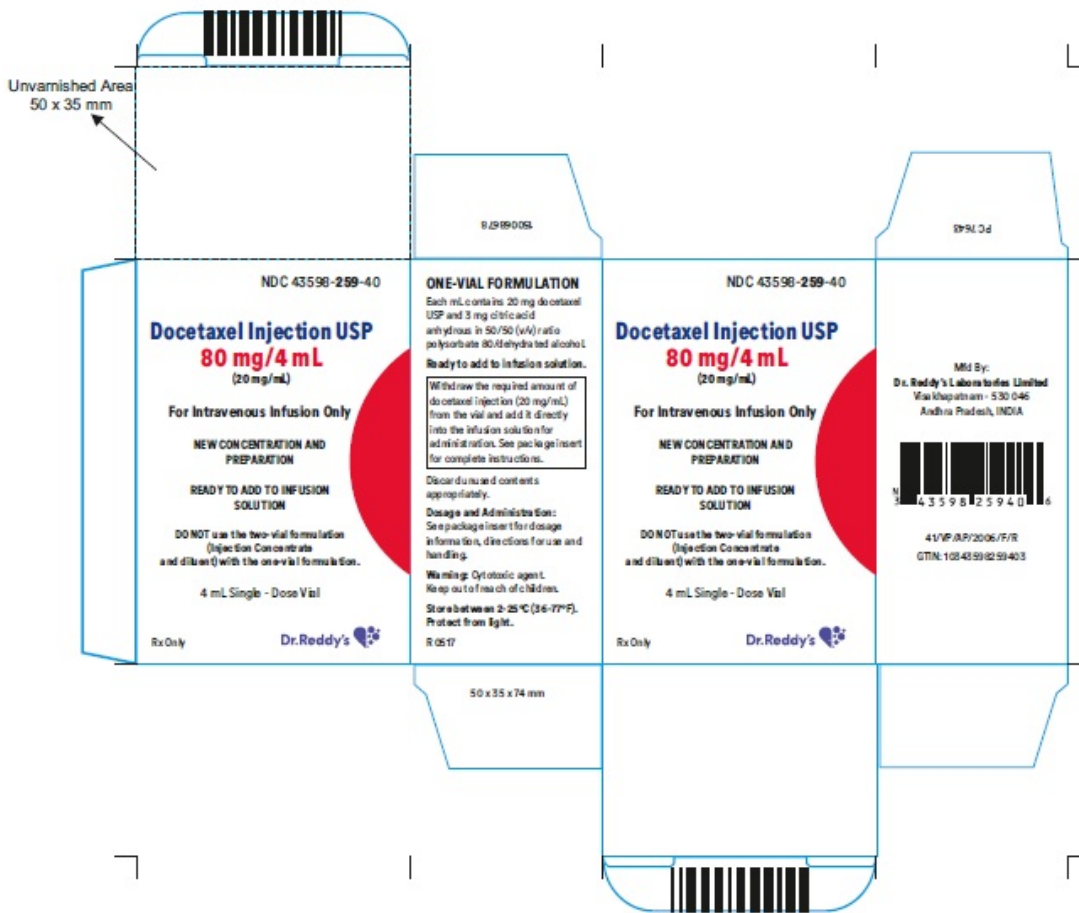 Unvarnished Area
50 x 35 mm
150068678
PC 7643
NDC 43598-259-40
Docetaxel Injection USP
80 mg/4 mL
(20 mg/mL)
For Intravenous Infusion Only
NEW CONCENTRATION AND
PREPARATION
READY TO ADD TO INFUSION
SOLUTION
DO NOT use the two-vial formulation
(Injection Concentrate
and diluent) with the one-vial formulation.
4 mL Single - Dose Vial
Rx Only
Dr.Reddy's
ONE-VIAL FORMULATION
Each mL contains 20 mg docetaxel
USP and 3 mg citric acid
anhydrous in 50/50 (v/v) ratio
polysorbate 80/dehydrated alcohol.
Ready to add to infusion solution.
Withdraw the required amount of
docetaxel injection (20 mg/mL)
from the vial and add it directly
into the infusion solution for
administration. See package insert
for complete instructions.
Discard unused contents
appropriately.
Dosage and Administration:
See package insert for dosage
information, directions for use and
handling.
Warning: Cytotoxic agent.
Keep out of reach of children.
Store between 2-25°C (36-77°F).
Protect from light.
R0517
NDC 43598-259-40
Docetaxel Injection USP
80 mg/4 mL
(20 mg/mL)
For Intravenous Infusion Only
NEW CONCENTRATION AND
PREPARATION
READY TO ADD TO INFUSION
SOLUTION
DO NOT use the two-vial formulation
(Injection Concentrate
and diluent) with the one-vial formulation.
4 mL Single - Dose Vial
Rx Only
Dr.Reddy's
Mfd By:
Dr. Reddy's Laboratories Limited
Visakhapatnam - 530 046
Andhra Pradesh, INDIA
N
3 43598 25940 6
41/VP/AP/2006/F/R
GTIN: 10343598259403
50 x 35 x 74 mm